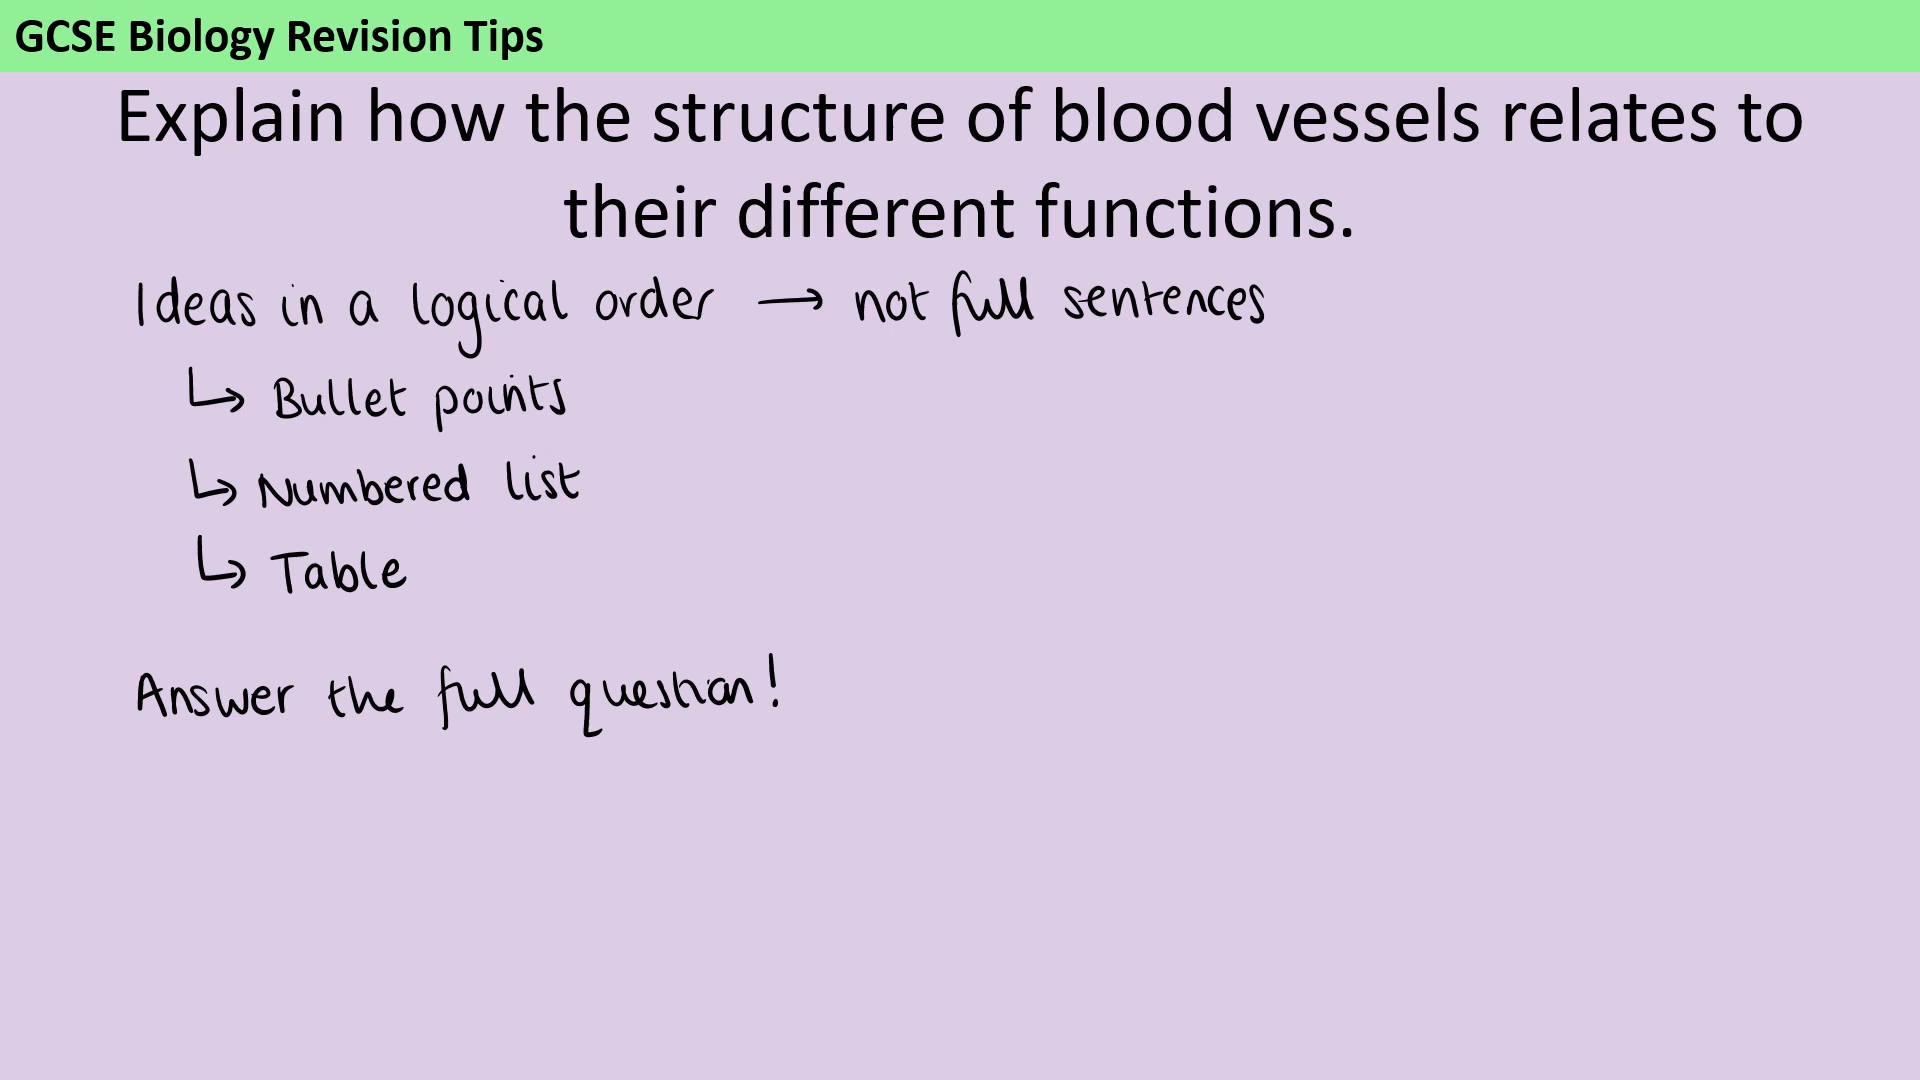 GCSE Biology Revision Tips
Explain how the structure of blood vessels relates to
their different functions.
Ideas in a logical order → not full sentences
↳ Bullet points
↳ Numbered list
↳ Table
Answer the full question!